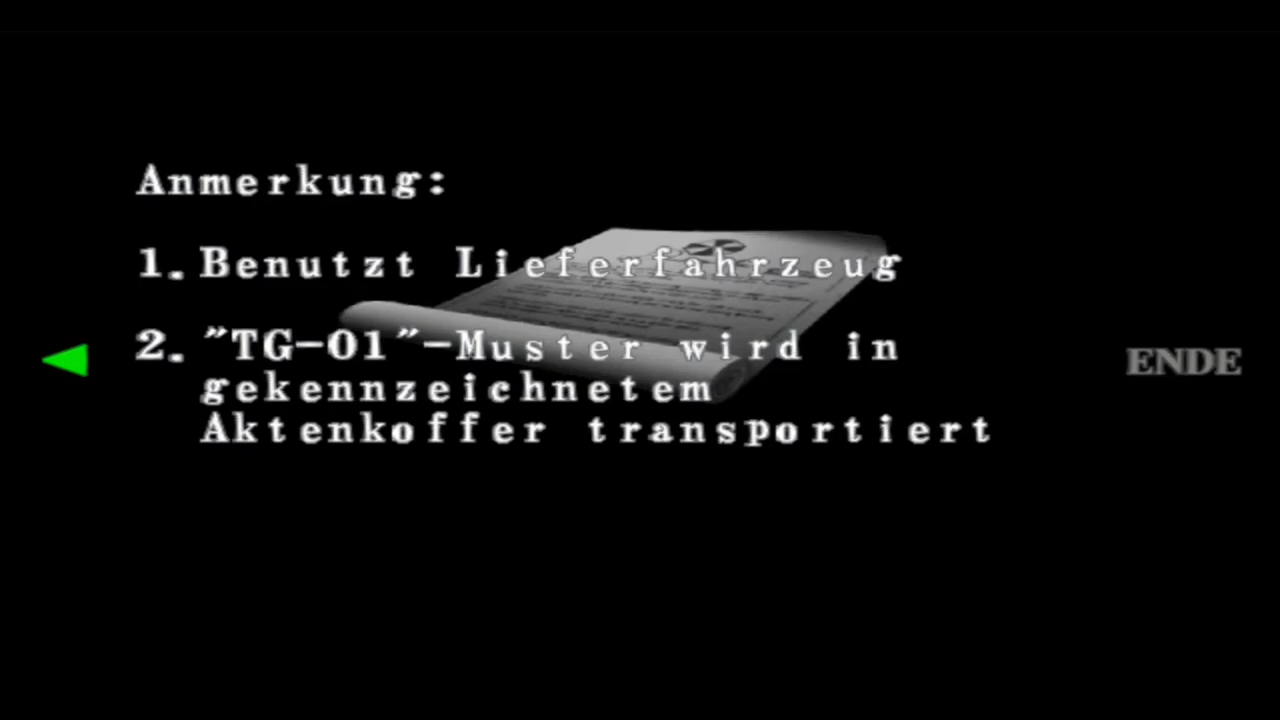 Anmerkung:
1. Benutzt Lieferfahrzeug
2. "TG-01"-Muster wird in
gekennzeichnetem
Aktenkoffer transportiert
ENDE